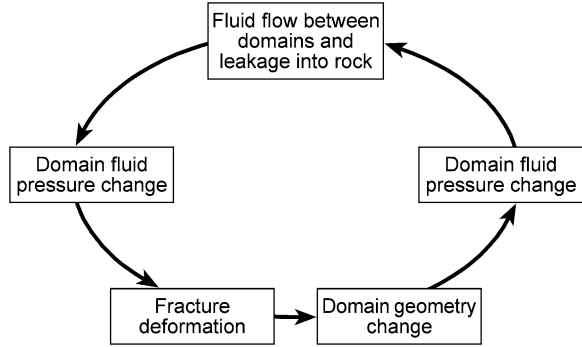 Fluid flow between
domains and
leakage into rock
Domain fluid
pressure change
Domain fluid
pressure change
Fracture
deformation
Domain geometry
change